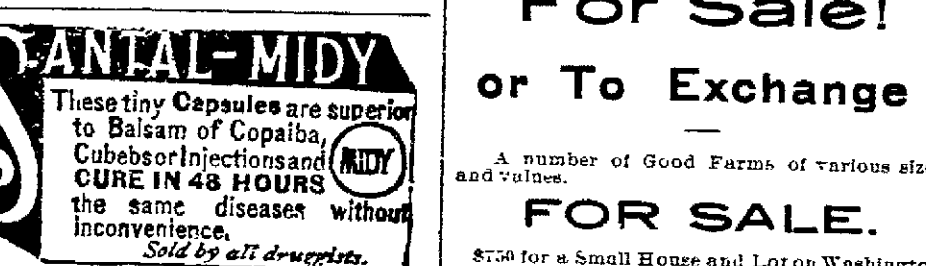 SANTAL-MIDY
These tiny Capsules are superior
to Balsam of Copaiba,
Cubebs or Injections and
CURE IN 48 HOURS
the same diseases without
inconvenience.
Sold by all druggists.
MIDY
For Sale!
or To Exchange
A number of Good Farms of various
and values.
FOR SALE.
$750 for a Small House and Lot on